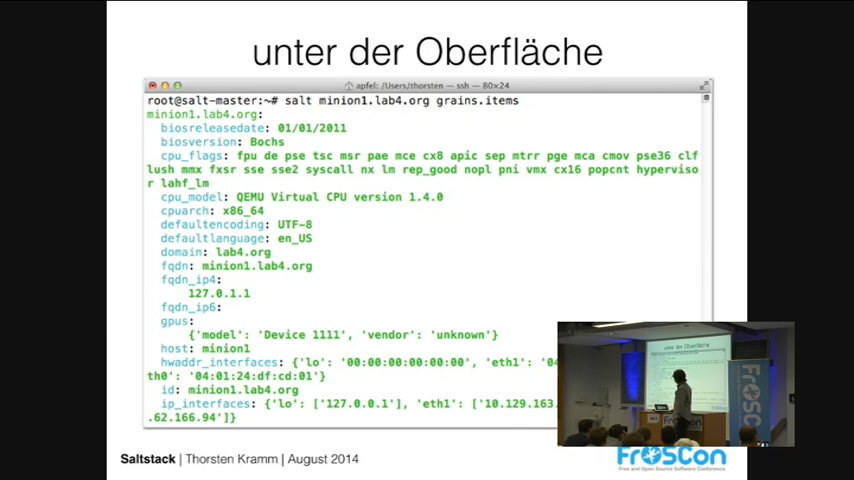 unter der Oberfläche
apfel: /Users/thorsten — ssh — 80×24
root@salt-master:~# salt minion1.lab4.org grains.items
minion1.lab4.org:
biosreleasedate: 01/01/2011
biosversion: Bochs
cpu_flags: fpu de pse tsc msr pae mce cx8 apic sep mtrr pge mca cmov pse36 clf
lush mmx fxsr sse sse2 syscall nx lm rep_good nopl pni vmx cx16 popcnt hyperviso
r lahf_lm
cpu_model: QEMU Virtual CPU version 1.4.0
cpuarch: x86_64
defaultencoding: UTF-8
defaultlanguage: en_US
domain: lab4.org
fqdn: minion1.lab4.org
fqdn_ip4:
127.0.1.1
fqdn_ip6:
gpus:
{'model': 'Device 1111', 'vendor': 'unknown'}
host: minion1
hwaddr_interfaces: {'lo': '00:00:00:00:00:00', 'eth1': '04
th0': '04:01:24:df:cd:01'}
id: minion1.lab4.org
ip_interfaces: {'lo': ['127.0.0.1'], 'eth1': ['10.129.163.
.62.166.94']}
unter der Oberfläche
FrOSC
FrOSCon
Saltstack | Thorsten Kramm | August 2014
FrOSCon
Free and Open Source Software Conference